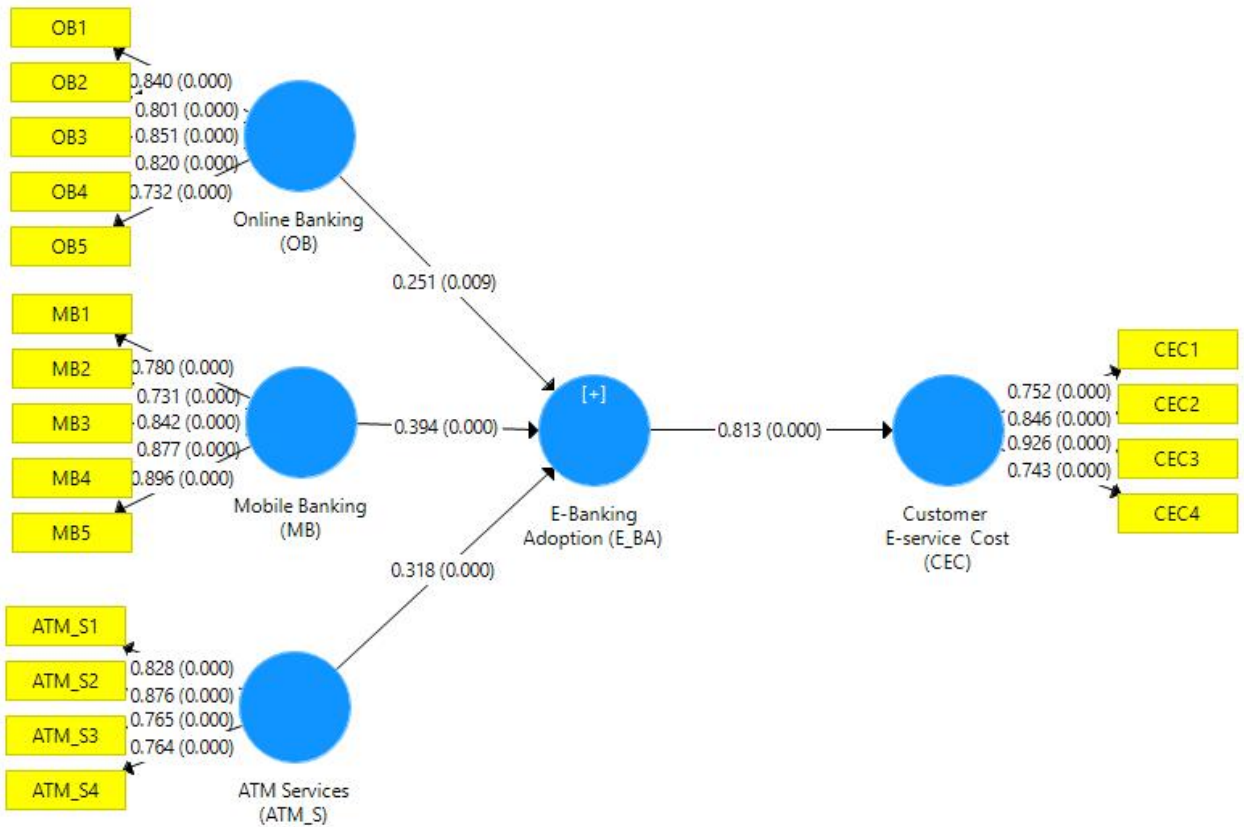 OB1
OB2
OB3
OB4
OB5
0.840 (0.000)
0.801 (0.000)
0.851 (0.000)
0.820 (0.000)
0.732 (0.000)
Online Banking
(OB)
0.251 (0.009)
MB1
MB2
MB3
MB4
MB5
0.780 (0.000)
0.731 (0.000)
0.842 (0.000)
0.877 (0.000)
0.896 (0.000)
Mobile Banking
(MB)
0.394 (0.000)
ATM_S1
ATM_S2
ATM_S3
ATM_S4
0.828 (0.000)
0.876 (0.000)
0.765 (0.000)
0.764 (0.000)
ATM Services
(ATM_S)
0.318 (0.000)
[+]
E-Banking
Adoption (E_BA)
0.813 (0.000)
Customer
E-service Cost
(CEC)
0.752 (0.000)
0.846 (0.000)
0.926 (0.000)
0.743 (0.000)
CEC1
CEC2
CEC3
CEC4